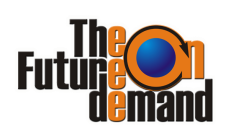 The
Future On
demand